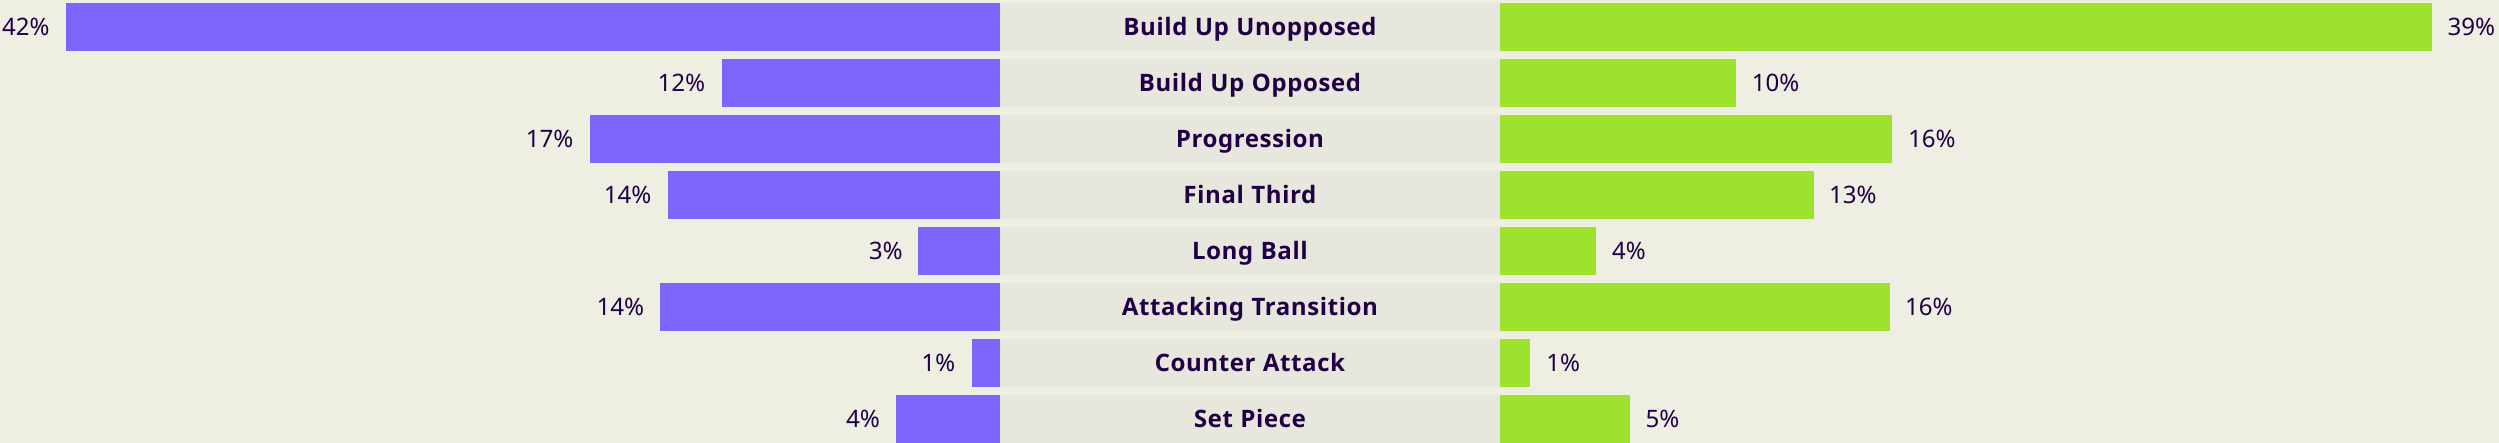 42% Build Up Unopposed 39%
12% Build Up Opposed 10%
17% Progression 16%
14% Final Third 13%
3% Long Ball 4%
14% Attacking Transition 16%
1% Counter Attack 1%
4% Set Piece 5%